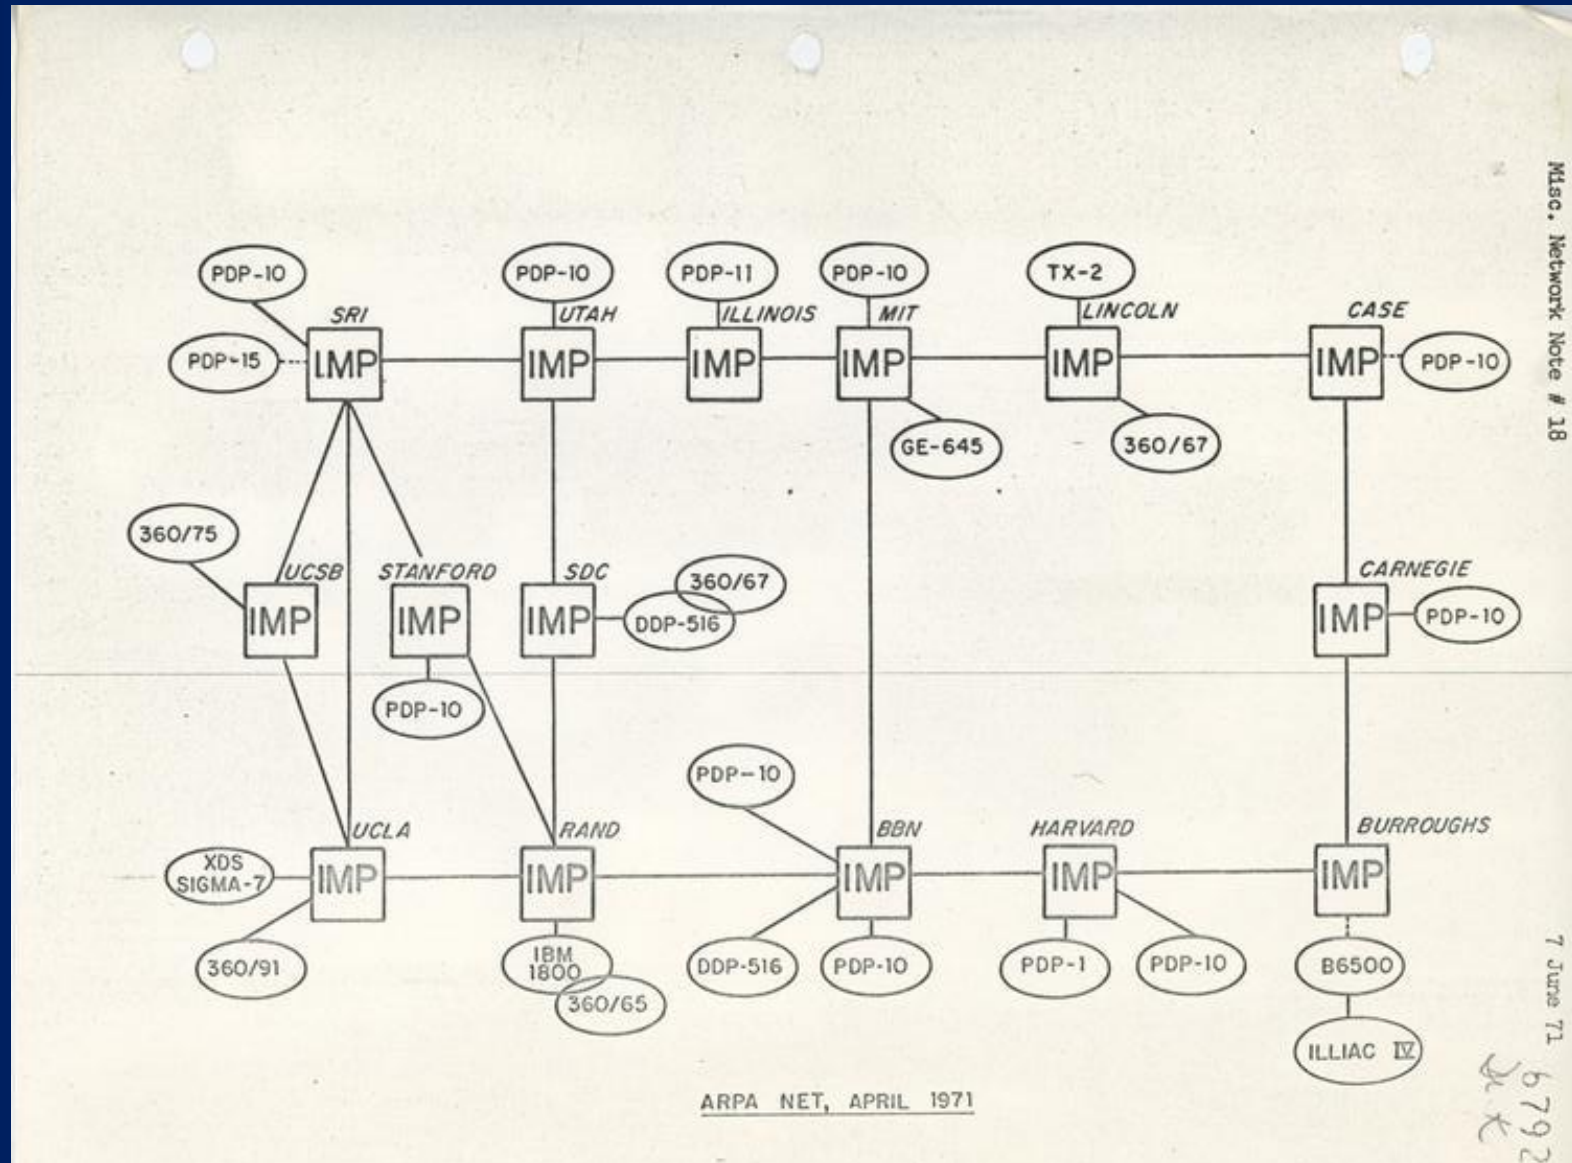 Misc. Network Note # 18
PDP-10
PDP-10
PDP-11
PDP-10
TX-2
SRI
UTAH
ILLINOIS
MIT
LINCOLN
CASE
PDP-15
IMP
IMP
IMP
IMP
IMP
IMP
PDP-10
GE-645
360/67
360/75
UCSB
STANFORD
SDC
360/67
CARNEGIE
IMP
IMP
IMP
DDP-516
IMP
PDP-10
PDP-10
PDP-10
UCLA
RAND
BBN
HARVARD
BURROUGHS
XDS
SIGMA-7
IMP
IMP
IMP
IMP
IMP
360/91
IBM
1800
360/65
DDP-516
PDP-10
PDP-1
PDP-10
B6500
ILLIAC IV
ARPA NET, APRIL 1971
7 June 71
6792